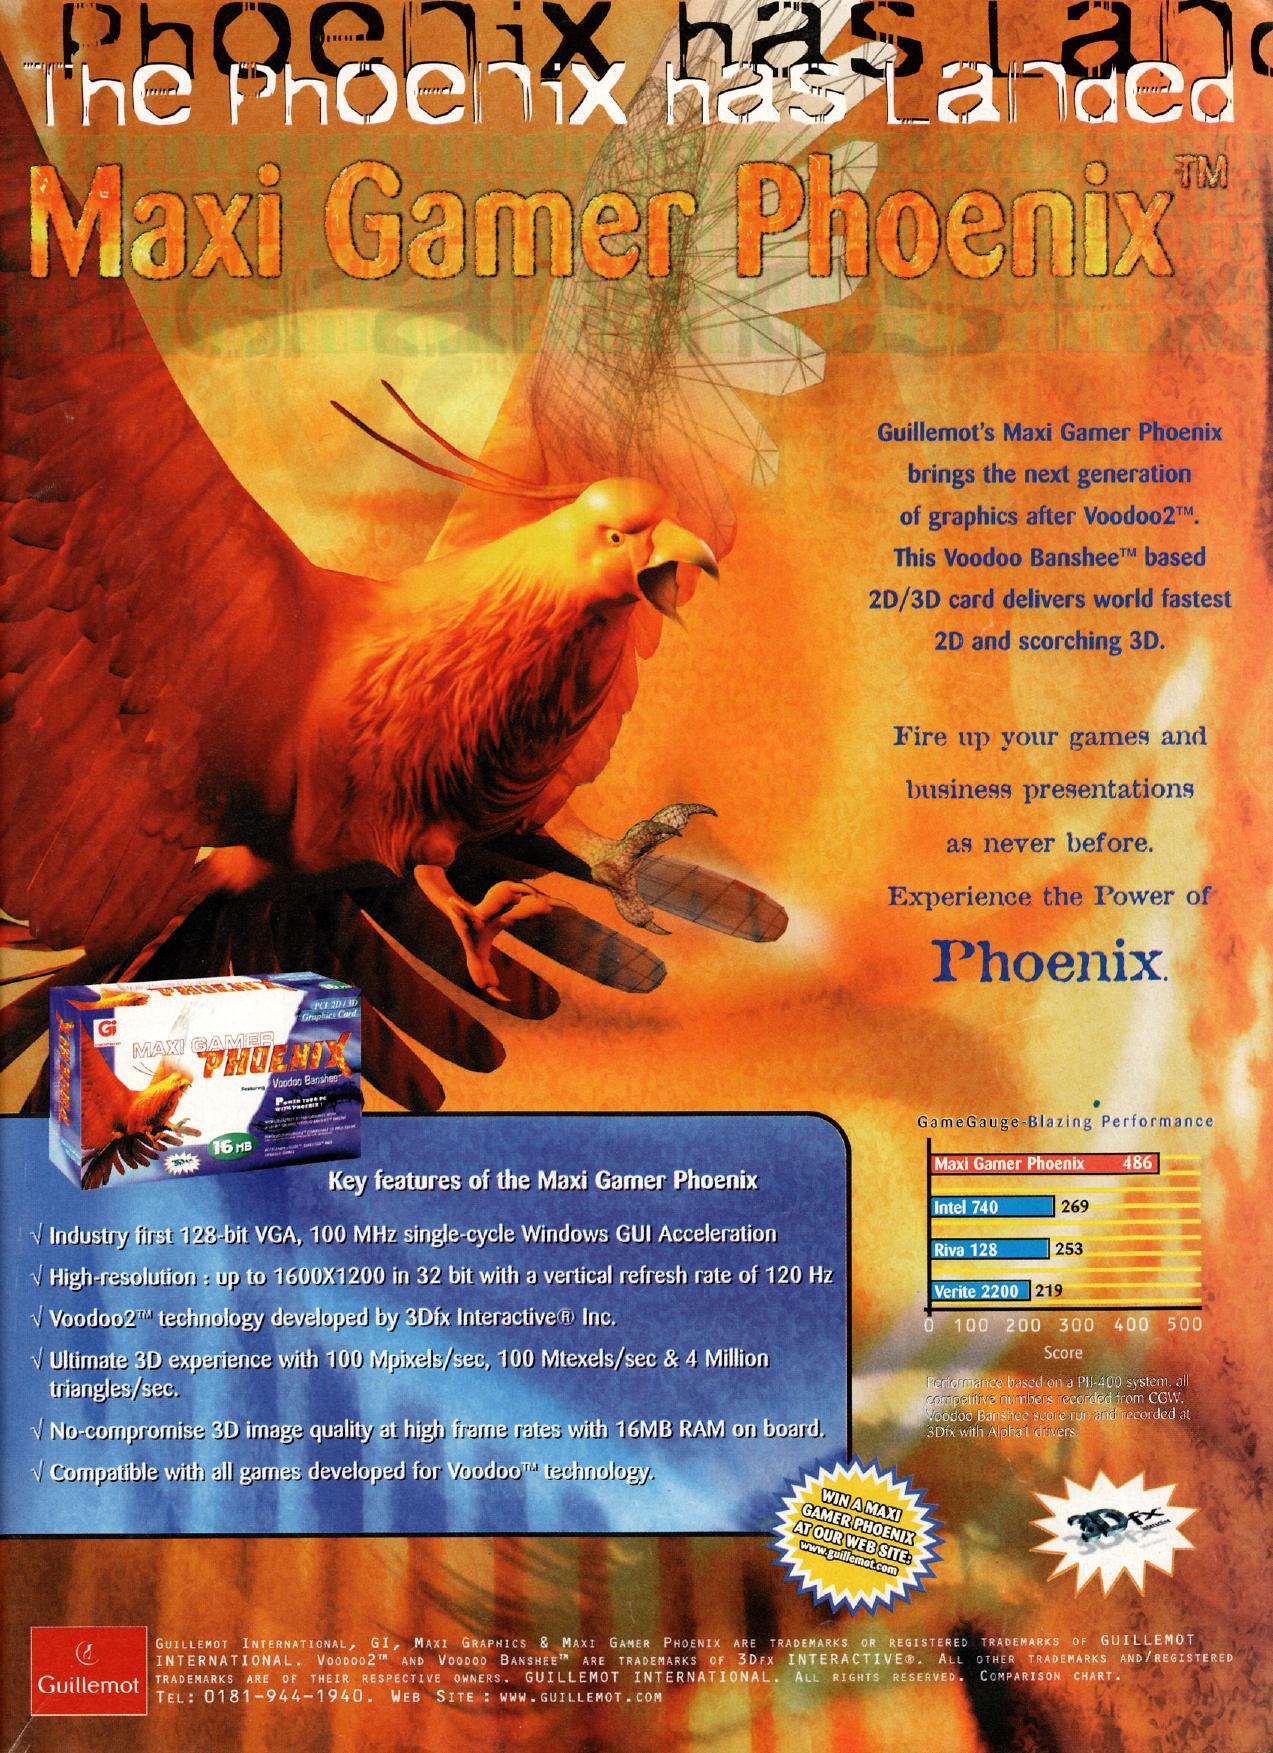 Phoenix has Land
The Phoenix has Landed
Maxi Gamer Phoenix™
Guillemot's Maxi Gamer Phoenix
brings the next generation
of graphics after Voodoo2™.
This Voodoo Banshee™ based
2D/3D card delivers world fastest
2D and scorching 3D.
Fire up your games and
business presentations
as never before.
Experience the Power of
Phoenix.
PHOENIX
PCI 2D/3D
Graphics Card
Gi
MAXI GAMER
PHOENIX
Featuring Voodoo Banshee™
POWER YOUR PC
WITH PHOENIX!
16 MB
Key features of the Maxi Gamer Phoenix
√ Industry first 128-bit VGA, 100 MHz single-cycle Windows GUI Acceleration
√ High-resolution : up to 1600X1200 in 32 bit with a vertical refresh rate of 120 Hz
√ Voodoo2™ technology developed by 3Dfx Interactive® Inc.
√ Ultimate 3D experience with 100 Mpixels/sec, 100 Mtexels/sec & 4 Million
triangles/sec.
√ No-compromise 3D image quality at high frame rates with 16MB RAM on board.
√ Compatible with all games developed for Voodoo™ technology.
GameGauge-Blazing Performance
Maxi Gamer Phoenix 486
Intel 740 269
Riva 128 253
Verite 2200 219
0 100 200 300 400 500
Score
Performance based on a PII-400 system, all
competitive numbers recorded from CGW.
Voodoo Banshee score run and recorded at
3Dfx with Alpha1 drivers.
WIN A MAXI
GAMER PHOENIX
AT OUR WEB SITE:
www.guillemot.com
3Dfx
interactive
Guillemot
GUILLEMOT INTERNATIONAL, GI, MAXI GRAPHICS & MAXI GAMER PHOENIX ARE TRADEMARKS OR REGISTERED TRADEMARKS OF GUILLEMOT
INTERNATIONAL. VOODOO2™ AND VOODOO BANSHEE™ ARE TRADEMARKS OF 3DFX INTERACTIVE®. ALL OTHER TRADEMARKS AND/REGISTERED
TRADEMARKS ARE OF THEIR RESPECTIVE OWNERS. GUILLEMOT INTERNATIONAL. ALL RIGHTS RESERVED. COMPARISON CHART.
TEL: 0181-944-1940. WEB SITE : WWW.GUILLEMOT.COM